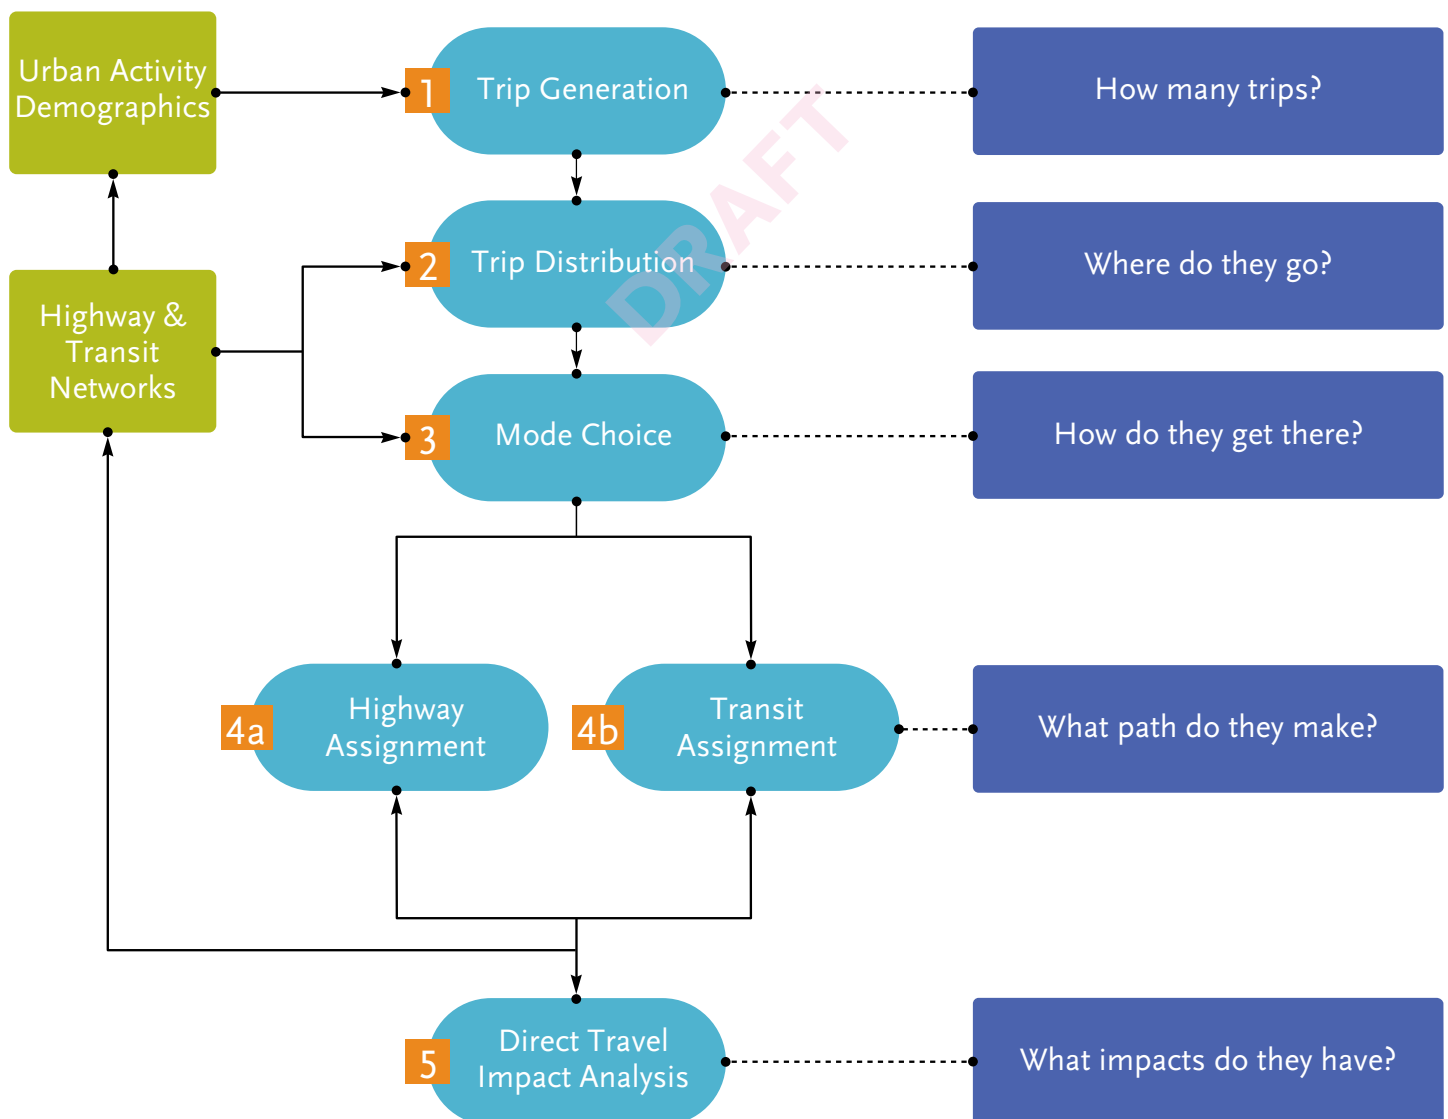 Urban Activity
Demographics
1
Trip Generation
How many trips?
2
Trip Distribution
Where do they go?
Highway &
Transit
Networks
3
Mode Choice
How do they get there?
4a
Highway
Assignment
4b
Transit
Assignment
What path do they make?
5
Direct Travel
Impact Analysis
What impacts do they have?
DRAFT